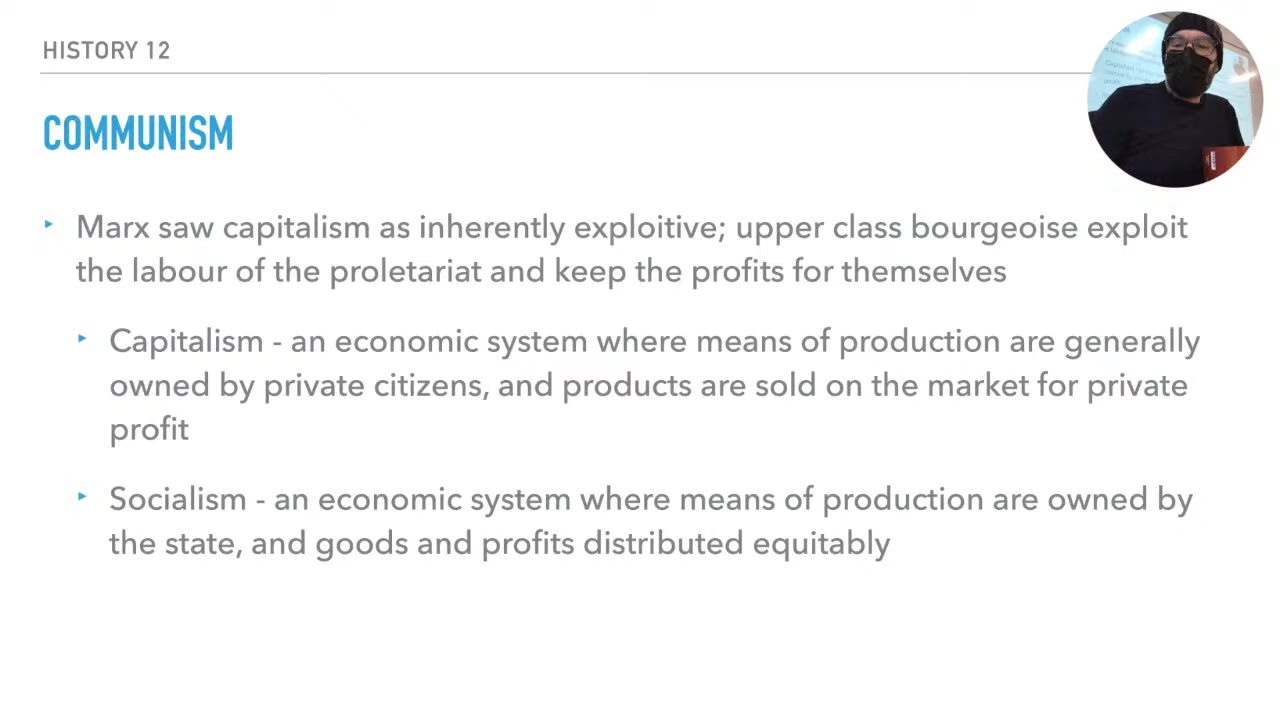 HISTORY 12
COMMUNISM
‣ Marx saw capitalism as inherently exploitive; upper class bourgeoise exploit
the labour of the proletariat and keep the profits for themselves
‣ Capitalism - an economic system where means of production are generally
owned by private citizens, and products are sold on the market for private
profit
‣ Socialism - an economic system where means of production are owned by
the state, and goods and profits distributed equitably